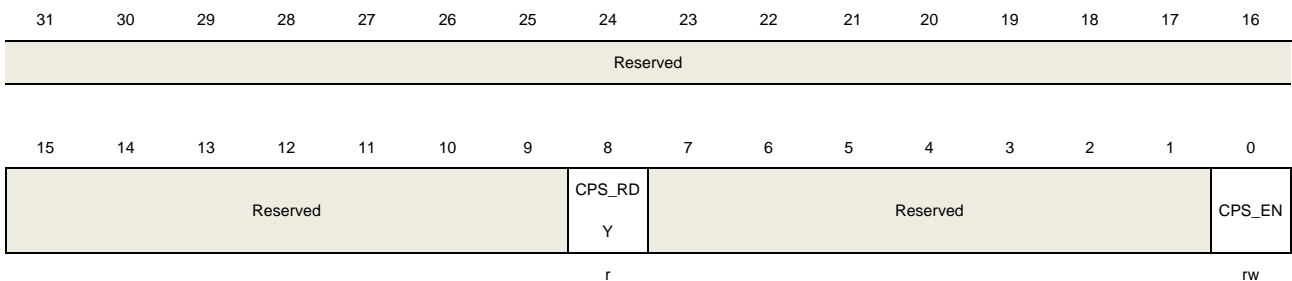 31 30 29 28 27 26 25 24 23 22 21 20 19 18 17 16
Reserved
15 14 13 12 11 10 9 8 7 6 5 4 3 2 1 0
Reserved CPS_RD Reserved CPS_EN
Y
r rw